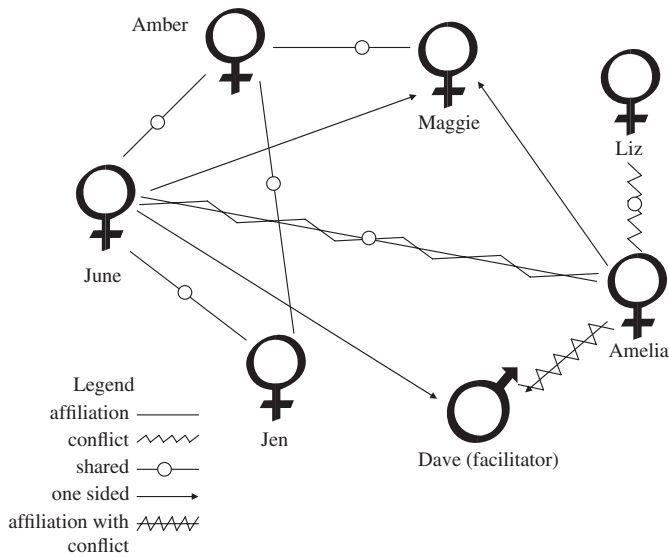 Amber
Maggie
Liz
June
Amelia
Jen
Dave (facilitator)
Legend
affiliation
conflict
shared
one sided
affiliation with
conflict